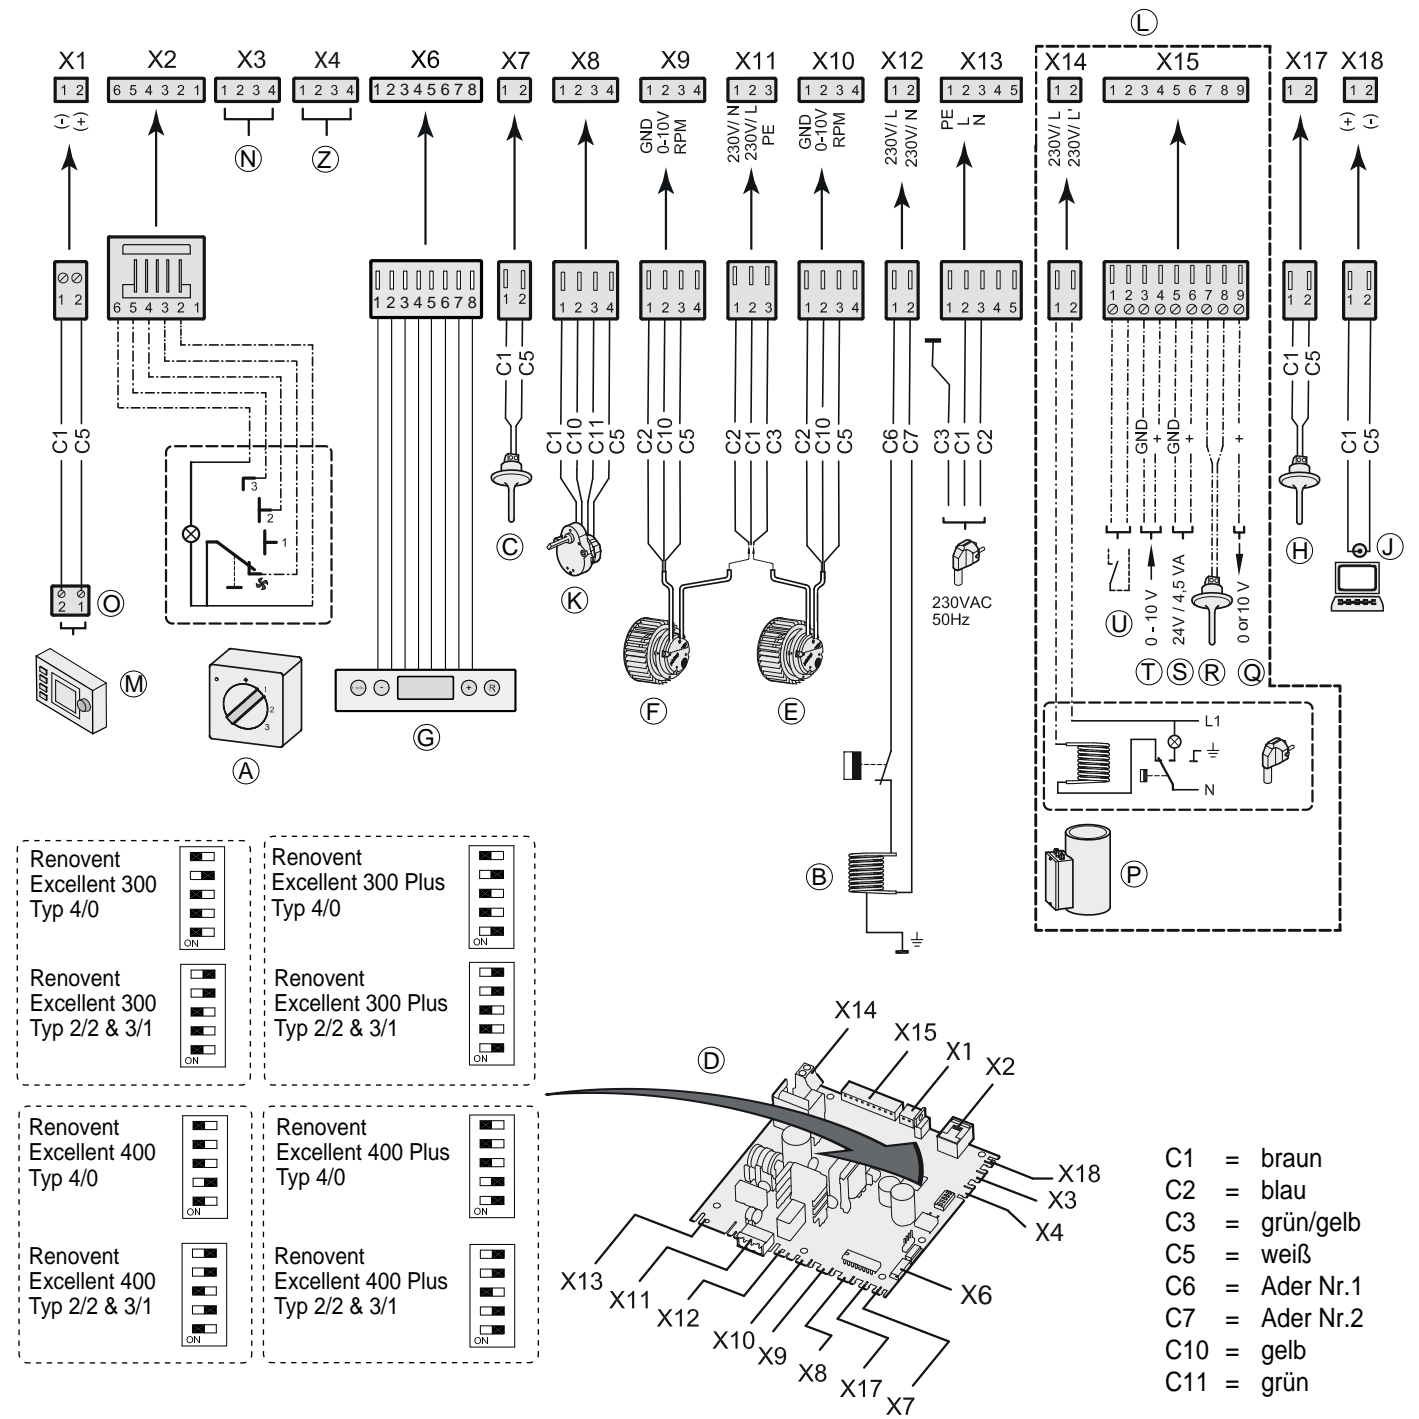 L
X1 X2 X3 X4 X6 X7 X8 X9 X11 X10 X12 X13 X14 X15 X17 X18
1 2
6 5 4 3 2 1
1 2 3 4
1 2 3 4
1 2 3 4 5 6 7 8
1 2
1 2 3 4
1 2 3 4
1 2 3
1 2 3 4
1 2
1 2 3 4 5
1 2
1 2 3 4 5 6 7 8 9
1 2
1 2
(-)
(+)
N
Z
GND
0-10V
RPM
230V/ N
230V/ L
PE
GND
0-10V
RPM
230V/ L
230V/ N
PE
L
N
230V/ L
230V/ L'
(+)
(-)
1 2
6 5 4 3 2 1
1 2 3 4 5 6 7 8
1 2
1 2 3 4
1 2 3 4
1 2 3
1 2 3 4
1 2
1 2 3 4 5
1 2
1 2 3 4 5 6 7 8 9
1 2
1 2
C1 C5
C1 C5
C1 C10 C11 C5
C2 C10 C5
C2 C1 C3
C2 C10 C5
C6 C7
C3 C1 C2
GND + GND + +
C1 C5
C1 C5
3
2
1
2 1
O
M
A
G
R
C
K
F
E
230VAC
50Hz
U
0 - 10 V
T
24V / 4,5 VA
S
R
0 or10 V
Q
H
J
1
2
3
L1
N
B
P
Renovent
Excellent 300
Typ 4/0
ON
Renovent
Excellent 300 Plus
Typ 4/0
ON
Renovent
Excellent 300
Typ 2/2 & 3/1
ON
Renovent
Excellent 300 Plus
Typ 2/2 & 3/1
ON
Renovent
Excellent 400
Typ 4/0
ON
Renovent
Excellent 400 Plus
Typ 4/0
ON
Renovent
Excellent 400
Typ 2/2 & 3/1
ON
Renovent
Excellent 400 Plus
Typ 2/2 & 3/1
ON
D
X14
X15
X1
X2
X18
X3
X4
X6
X7
X17
X8
X9
X10
X12
X11
X13
C1 = braun
C2 = blau
C3 = grün/gelb
C5 = weiß
C6 = Ader Nr.1
C7 = Ader Nr.2
C10 = gelb
C11 = grün